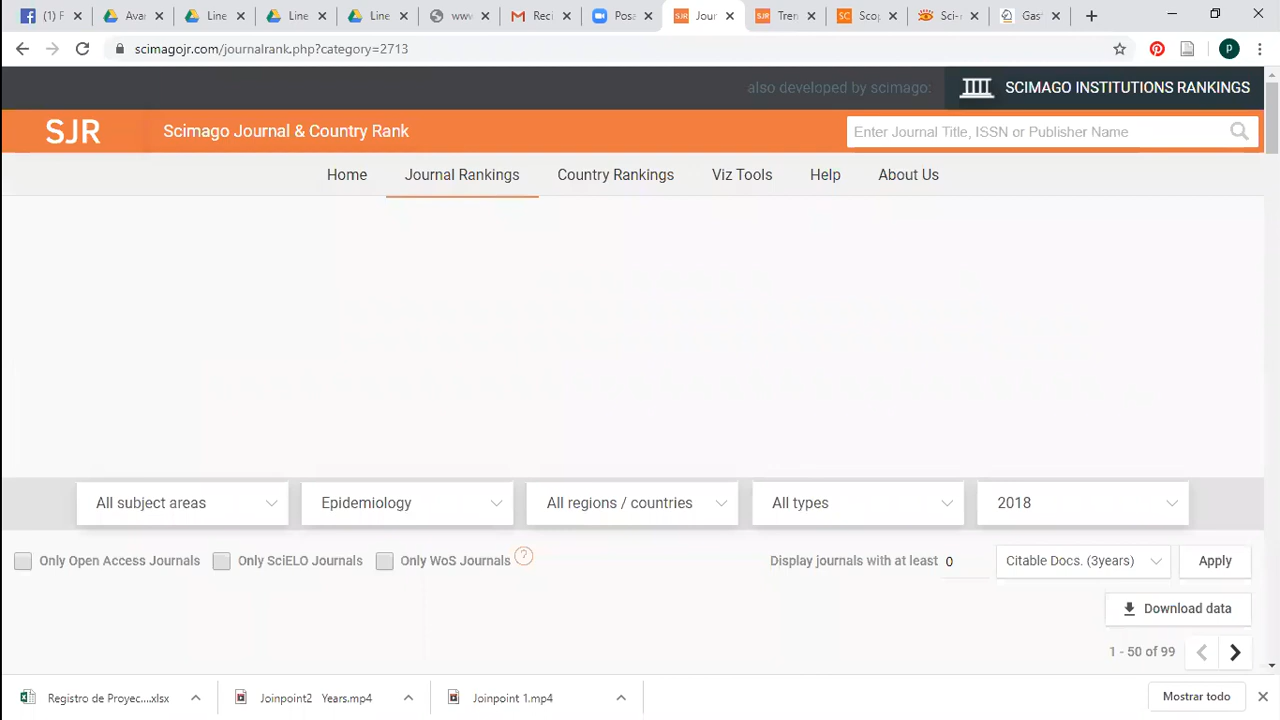 (1) F Ava Line Line Line www Reci Posa Jour Tren Scop Sci- Gas
scimagojr.com/journalrank.php?category=2713 p
also developed by scimago: SCIMAGO INSTITUTIONS RANKINGS
SJR Scimago Journal & Country Rank Enter Journal Title, ISSN or Publisher Name
Home Journal Rankings Country Rankings Viz Tools Help About Us
All subject areas Epidemiology All regions / countries All types 2018
Only Open Access Journals Only SciELO Journals Only WoS Journals ? Display journals with at least 0 Citable Docs. (3years) Apply
Download data
1 - 50 of 99
Registro de Proyec....xlsx Joinpoint2 Years.mp4 Joinpoint 1.mp4 Mostrar todo